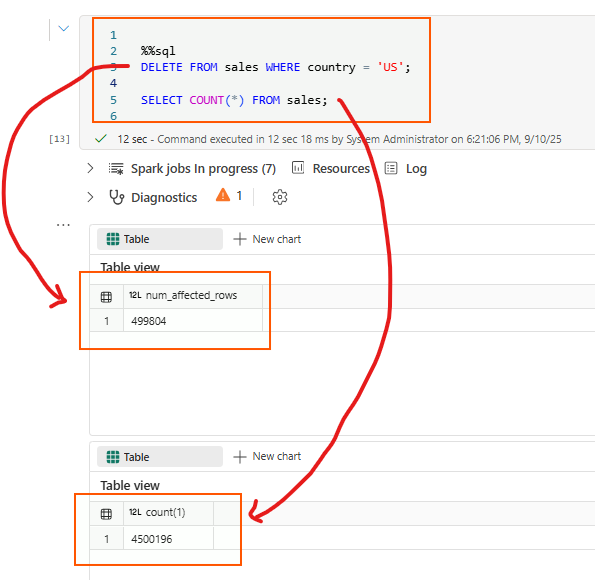 1
2 %%sql
3 DELETE FROM sales WHERE country = 'US';
4
5 SELECT COUNT(*) FROM sales;
6
[13] 12 sec - Command executed in 12 sec 18 ms by System Administrator on 6:21:06 PM, 9/10/25
Spark jobs In progress (7) Resources Log
Diagnostics 1
...
Table New chart
Table view
12L num_affected_rows
1 499804
Table New chart
Table view
12L count(1)
1 4500196